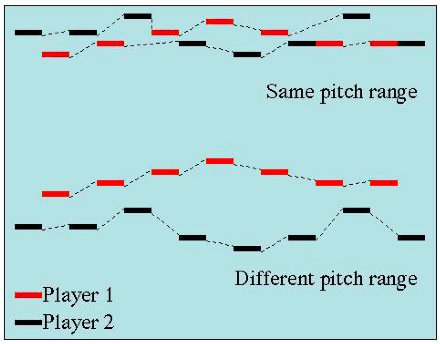 Same pitch range
Different pitch range
Player 1
Player 2